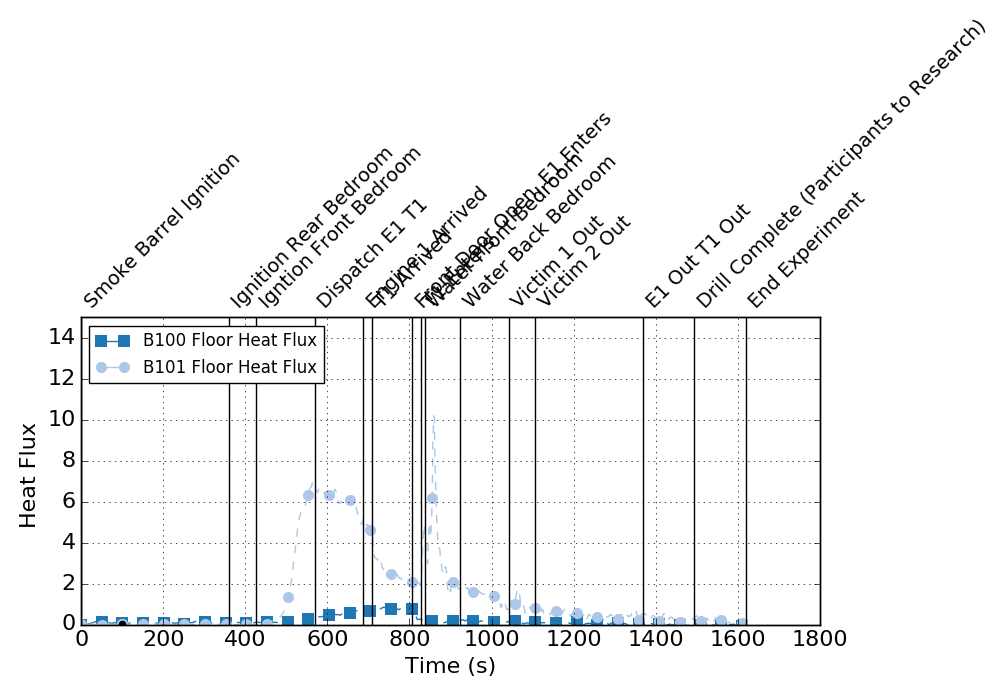 Smoke Barrel Ignition
Ignition Rear Bedroom
Igntion Front Bedroom
Dispatch E1 T1
Engine 1 Arrived
T1 Arrived
Front Door Open, E1 Enters
Water Front Bedroom
Water Back Bedroom
Victim 1 Out
Victim 2 Out
E1 Out T1 Out
Drill Complete (Participants to Research)
End Experiment
B100 Floor Heat Flux
B101 Floor Heat Flux
Heat Flux
14
12
10
8
6
4
2
0
0 200 400 600 800 1000 1200 1400 1600 1800
Time (s)